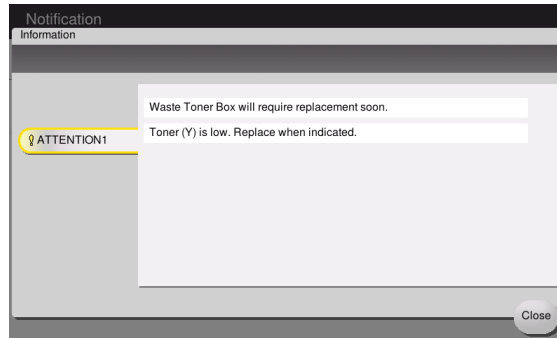 Notification
Information
Waste Toner Box will require replacement soon.
Toner (Y) is low. Replace when indicated.
ATTENTION1
Close